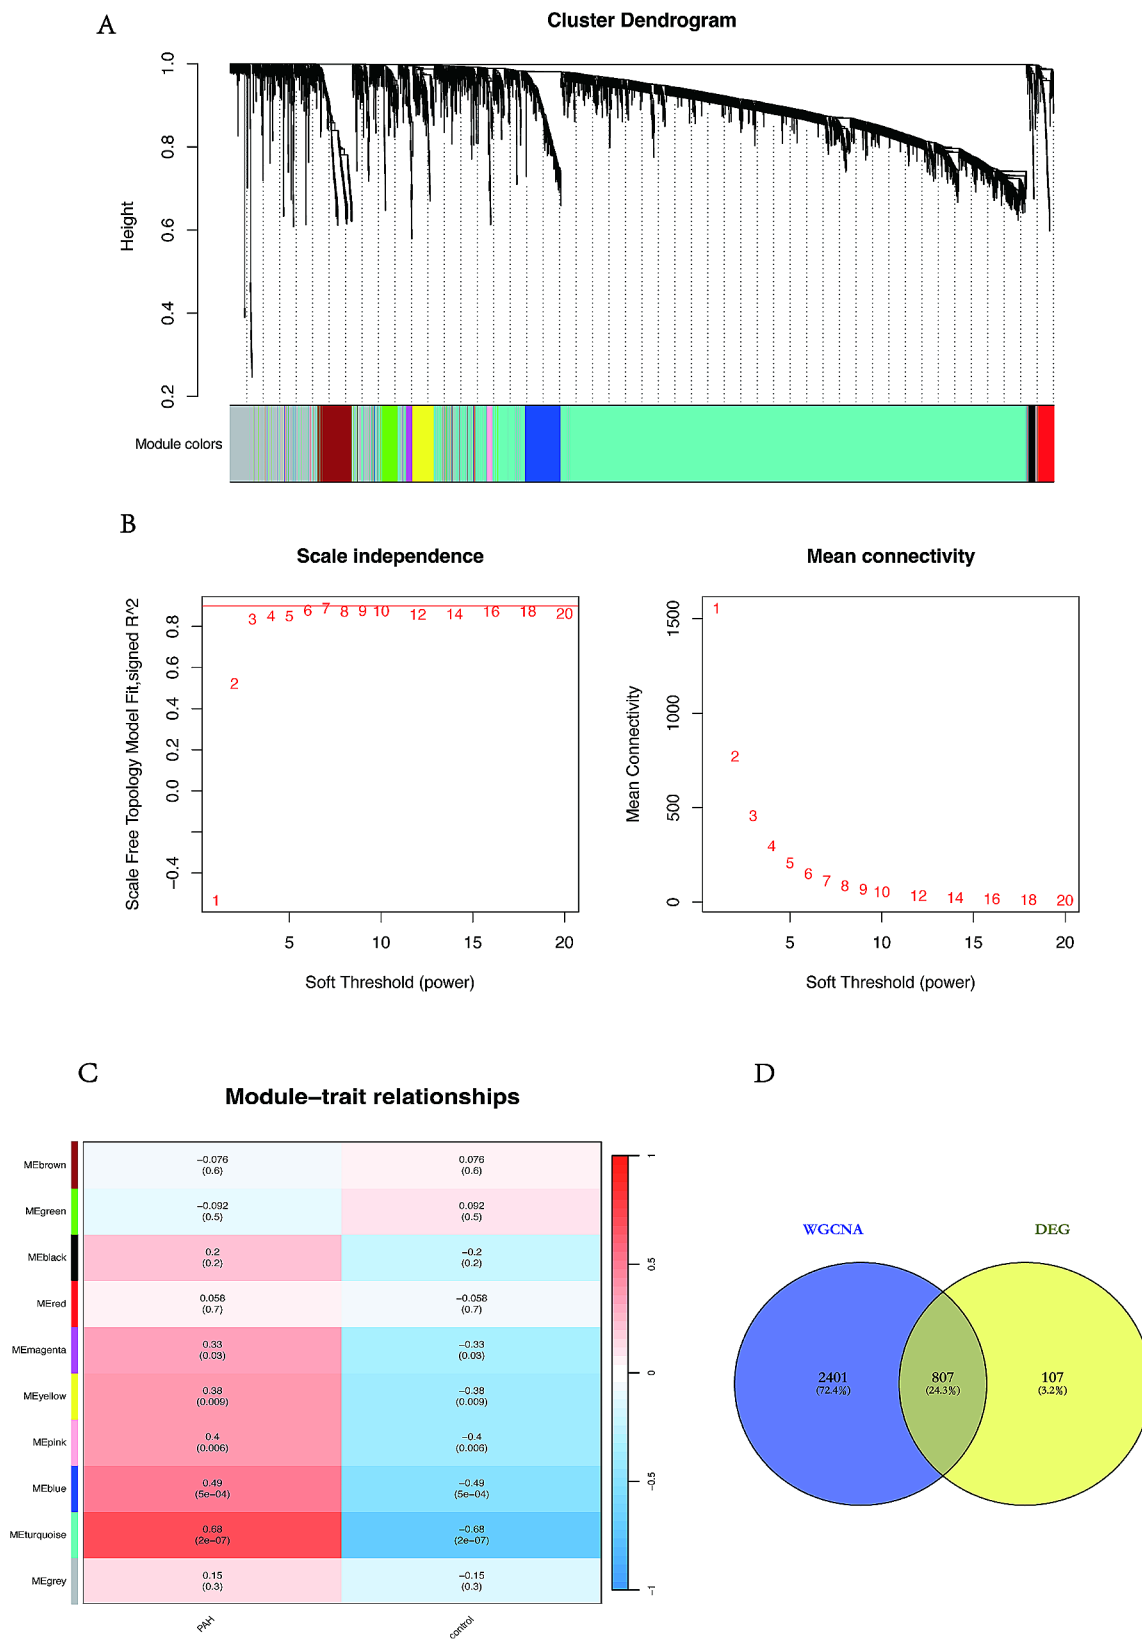 A
Cluster Dendrogram
1.0
0.8
0.6
0.4
0.2
Height
Module colors
B
Scale independence
Scale Free Topology Model Fit,signed R^2
0.8
0.6
0.4
0.2
0.0
−0.4
1
2
3 4 5 6 7 8 9 10 12 14 16 18 20
5 10 15 20
Soft Threshold (power)
Mean connectivity
Mean Connectivity
1500
1000
500
0
1
2
3
4
5
6
7 8 9 10 12 14 16 18 20
5 10 15 20
Soft Threshold (power)
C
Module−trait relationships
MEbrown −0.076 0.076
(0.6) (0.6)
MEgreen −0.092 0.092
(0.5) (0.5)
MEblack 0.2 −0.2
(0.2) (0.2)
MEred 0.058 −0.058
(0.7) (0.7)
MEmagenta 0.33 −0.33
(0.03) (0.03)
MEyellow 0.38 −0.38
(0.009) (0.009)
MEpink 0.4 −0.4
(0.006) (0.006)
MEblue 0.49 −0.49
(5e−04) (5e−04)
MEturquoise 0.68 −0.68
(2e−07) (2e−07)
MEgrey 0.15 −0.15
(0.3) (0.3)
PAH control
1
0.5
0
−0.5
−1
D
WGCNA DEG
2401 807 107
(72.4%) (24.3%) (3.2%)